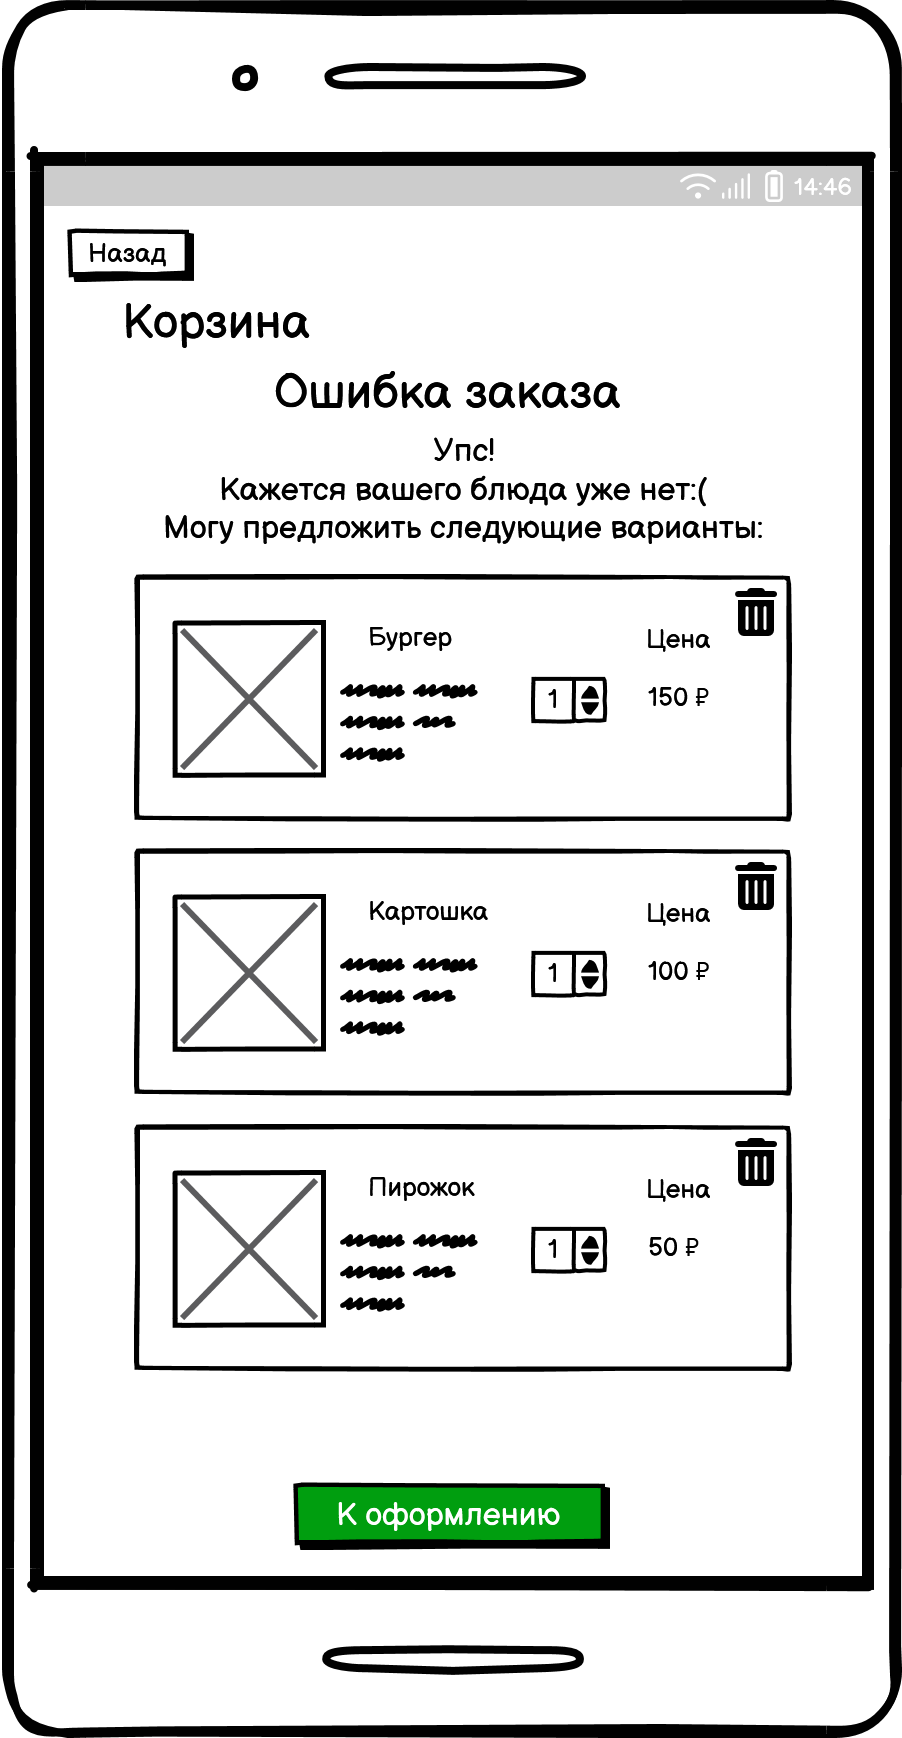 14:46
Назад
Корзина
Ошибка заказа
Упс!
Кажется вашего блюда уже нет:(
Могу предложить следующие варианты:
Бургер
Цена
1
150 ₽
Картошка
Цена
1
100 ₽
Пирожок
Цена
1
50 ₽
К оформлению